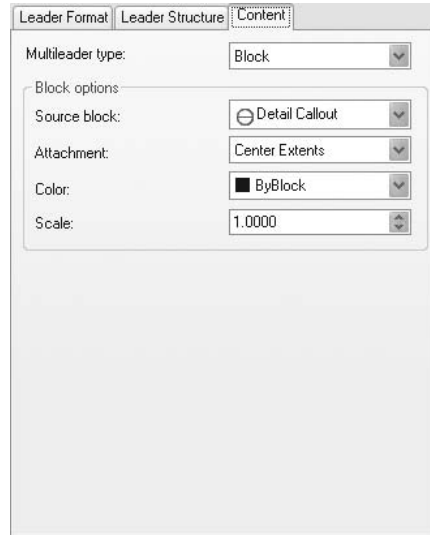 Leader Format Leader Structure Content
Multileader type: Block
Block options
Source block: Detail Callout
Attachment: Center Extents
Color: ByBlock
Scale: 1.0000